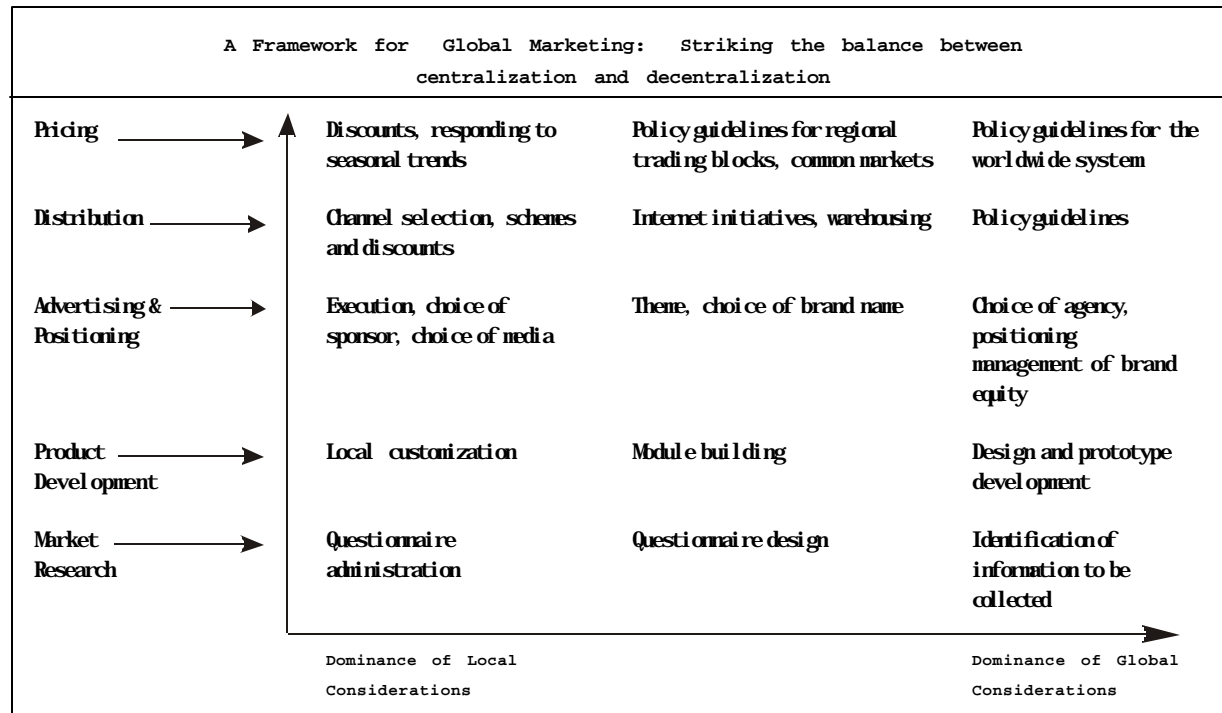 A Framework for Global Marketing: Striking the balance between
centralization and decentralization
Pricing
Discounts, responding to
seasonal trends
Policy guidelines for regional
trading blocks, common markets
Policy guidelines for the
worldwide system
Distribution
Channel selection, schemes
and discounts
Internet initiatives, warehousing
Policy guidelines
Advertising &
Positioning
Execution, choice of
sponsor, choice of media
Theme, choice of brand name
Choice of agency,
positioning
management of brand
equity
Product
Development
Local customization
Module building
Design and prototype
development
Market
Research
Questionnaire
administration
Questionnaire design
Identification of
information to be
collected
Dominance of Local
Considerations
Dominance of Global
Considerations